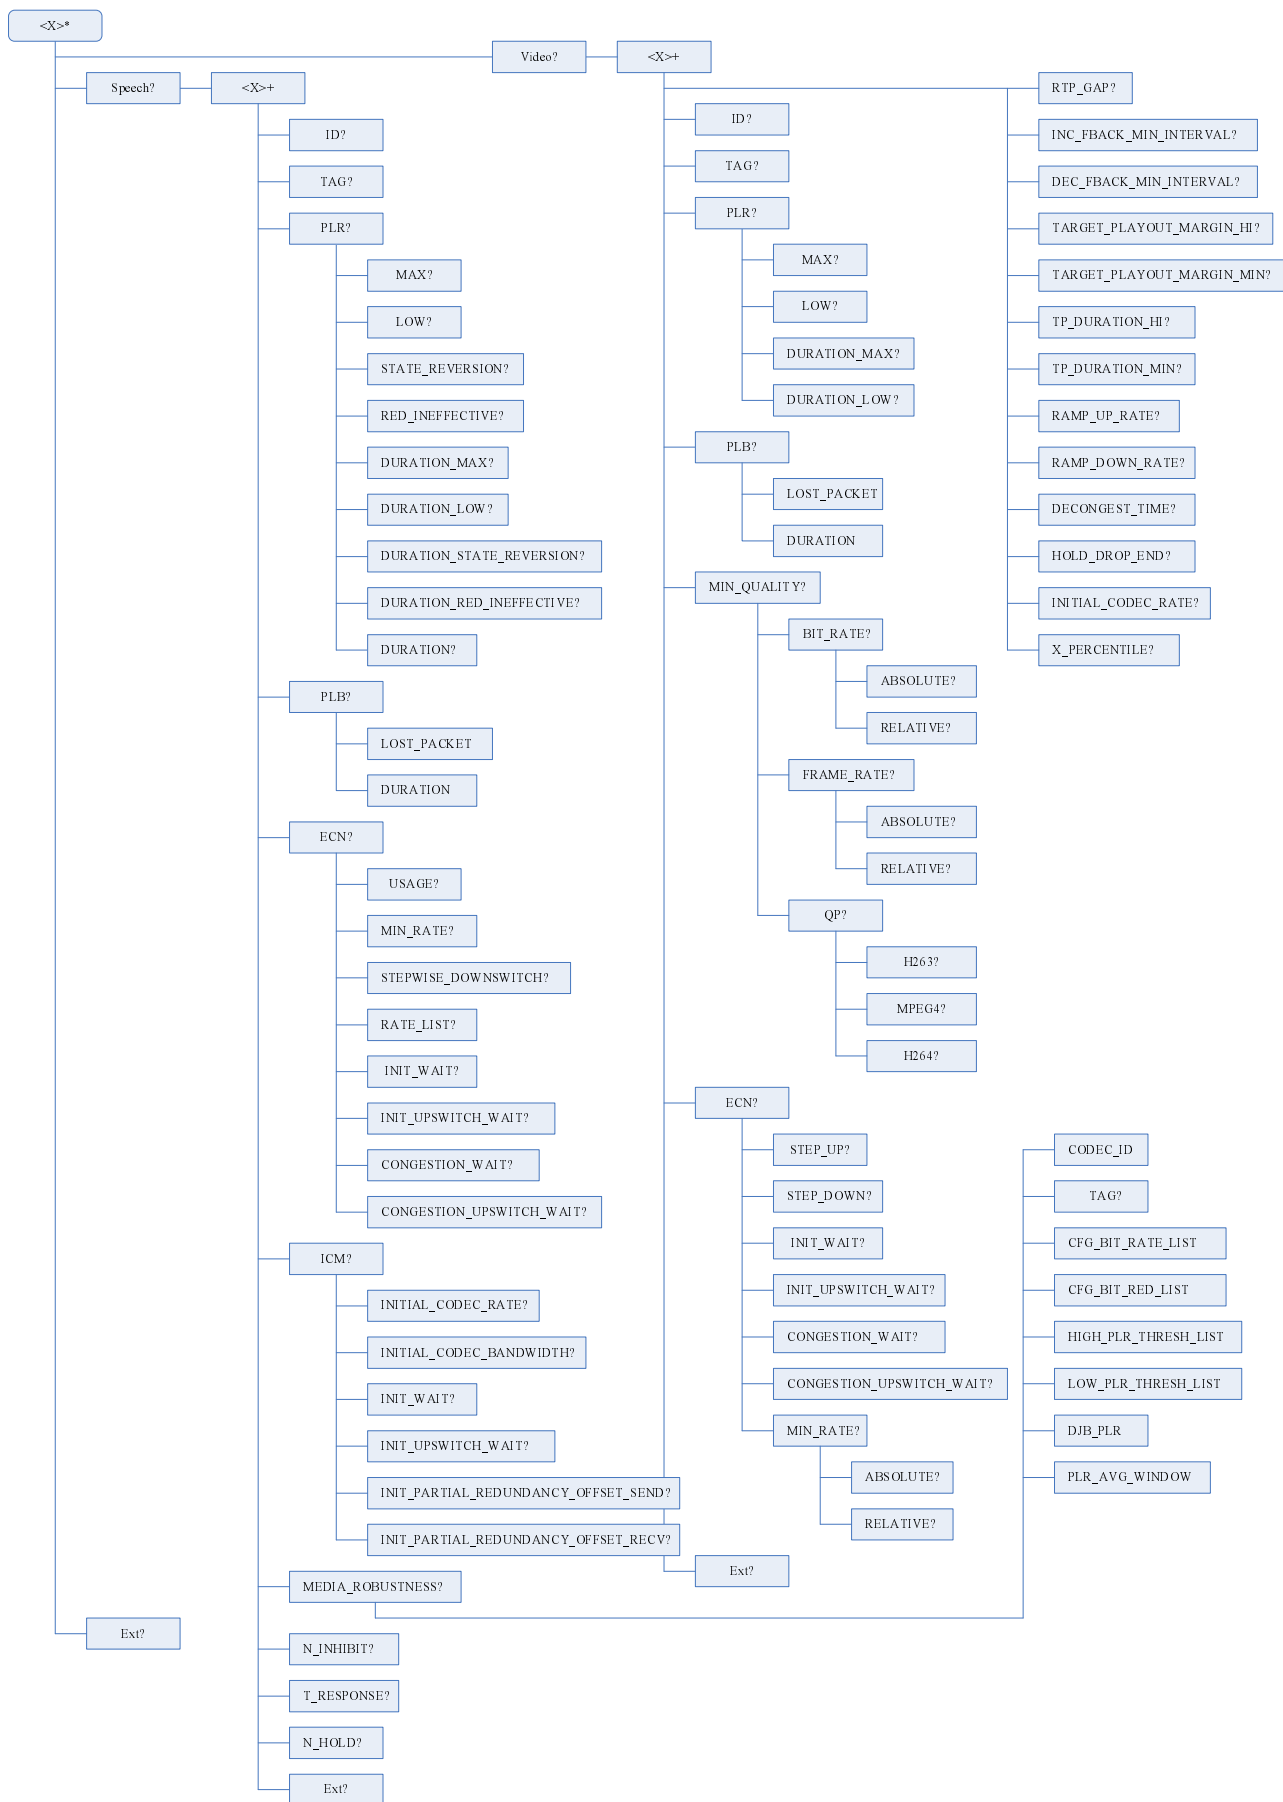 <X>*
Video?
<X>+
Speech?
<X>+
ID?
TAG?
PLR?
MAX?
LOW?
STATE_REVERSION?
RED_INEFFECTIVE?
DURATION_MAX?
DURATION_LOW?
DURATION_STATE_REVERSION?
DURATION_RED_INEFFECTIVE?
DURATION?
PLB?
LOST_PACKET
DURATION
ECN?
USAGE?
MIN_RATE?
STEPWISE_DOWNSWITCH?
RATE_LIST?
INIT_WAIT?
INIT_UPSWITCH_WAIT?
CONGESTION_WAIT?
CONGESTION_UPSWITCH_WAIT?
ICM?
INITIAL_CODEC_RATE?
INITIAL_CODEC_BANDWIDTH?
INIT_WAIT?
INIT_UPSWITCH_WAIT?
INIT_PARTIAL_REDUNDANCY_OFFSET_SEND?
INIT_PARTIAL_REDUNDANCY_OFFSET_RECV?
MEDIA_ROBUSTNESS?
N_INHIBIT?
T_RESPONSE?
N_HOLD?
Ext?
Ext?
ID?
TAG?
PLR?
MAX?
LOW?
DURATION_MAX?
DURATION_LOW?
PLB?
LOST_PACKET
DURATION
MIN_QUALITY?
BIT_RATE?
ABSOLUTE?
RELATIVE?
FRAME_RATE?
ABSOLUTE?
RELATIVE?
QP?
H263?
MPEG4?
H264?
ECN?
STEP_UP?
STEP_DOWN?
INIT_WAIT?
INIT_UPSWITCH_WAIT?
CONGESTION_WAIT?
CONGESTION_UPSWITCH_WAIT?
MIN_RATE?
ABSOLUTE?
RELATIVE?
Ext?
RTP_GAP?
INC_FBACK_MIN_INTERVAL?
DEC_FBACK_MIN_INTERVAL?
TARGET_PLAYOUT_MARGIN_HI?
TARGET_PLAYOUT_MARGIN_MIN?
TP_DURATION_HI?
TP_DURATION_MIN?
RAMP_UP_RATE?
RAMP_DOWN_RATE?
DECONGEST_TIME?
HOLD_DROP_END?
INITIAL_CODEC_RATE?
X_PERCENTILE?
CODEC_ID
TAG?
CFG_BIT_RATE_LIST
CFG_BIT_RED_LIST
HIGH_PLR_THRESH_LIST
LOW_PLR_THRESH_LIST
DJB_PLR
PLR_AVG_WINDOW